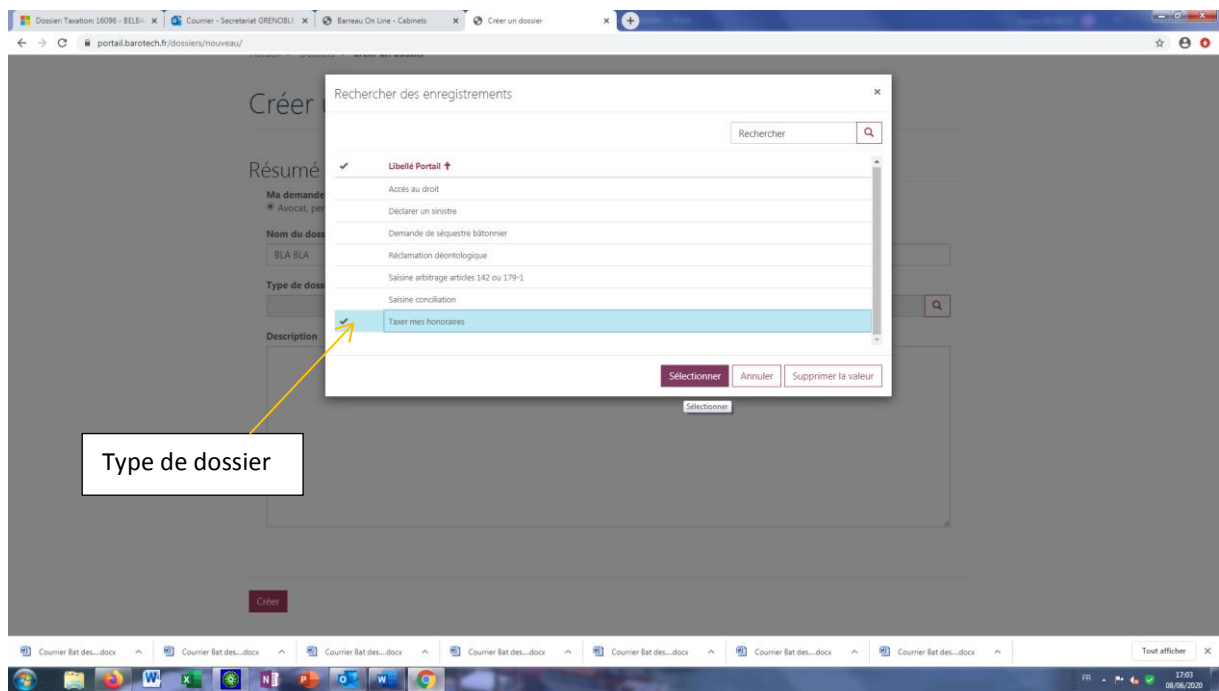 Dossier: Taxation: 16096 - BELBA
Courrier - Secretariat GRENOBL
Barreau On Line - Cabinets
Créer un dossier
portail.barotech.fr/dossiers/nouveau/
Créer
Rechercher des enregistrements
Rechercher
Résumé
Libellé Portail
Ma demande
Accès au droit
Avocat, per
Déclarer un sinistre
Nom du doss
Demande de séquestre bâtonnier
BLA BLA
Réclamation déontologique
Saisine arbitrage articles 142 ou 179-1
Type de doss
Saisine conciliation
Taxer mes honoraires
Description
Sélectionner Annuler Supprimer la valeur
Sélectionner
Type de dossier
Créer
Courrier Bat des....docx
Courrier Bat des....docx
Courrier Bat des....docx
Courrier Bat des....docx
Courrier Bat des....docx
Courrier Bat des....docx
Courrier Bat des....docx
Tout afficher
FR
17:03
08/06/2020